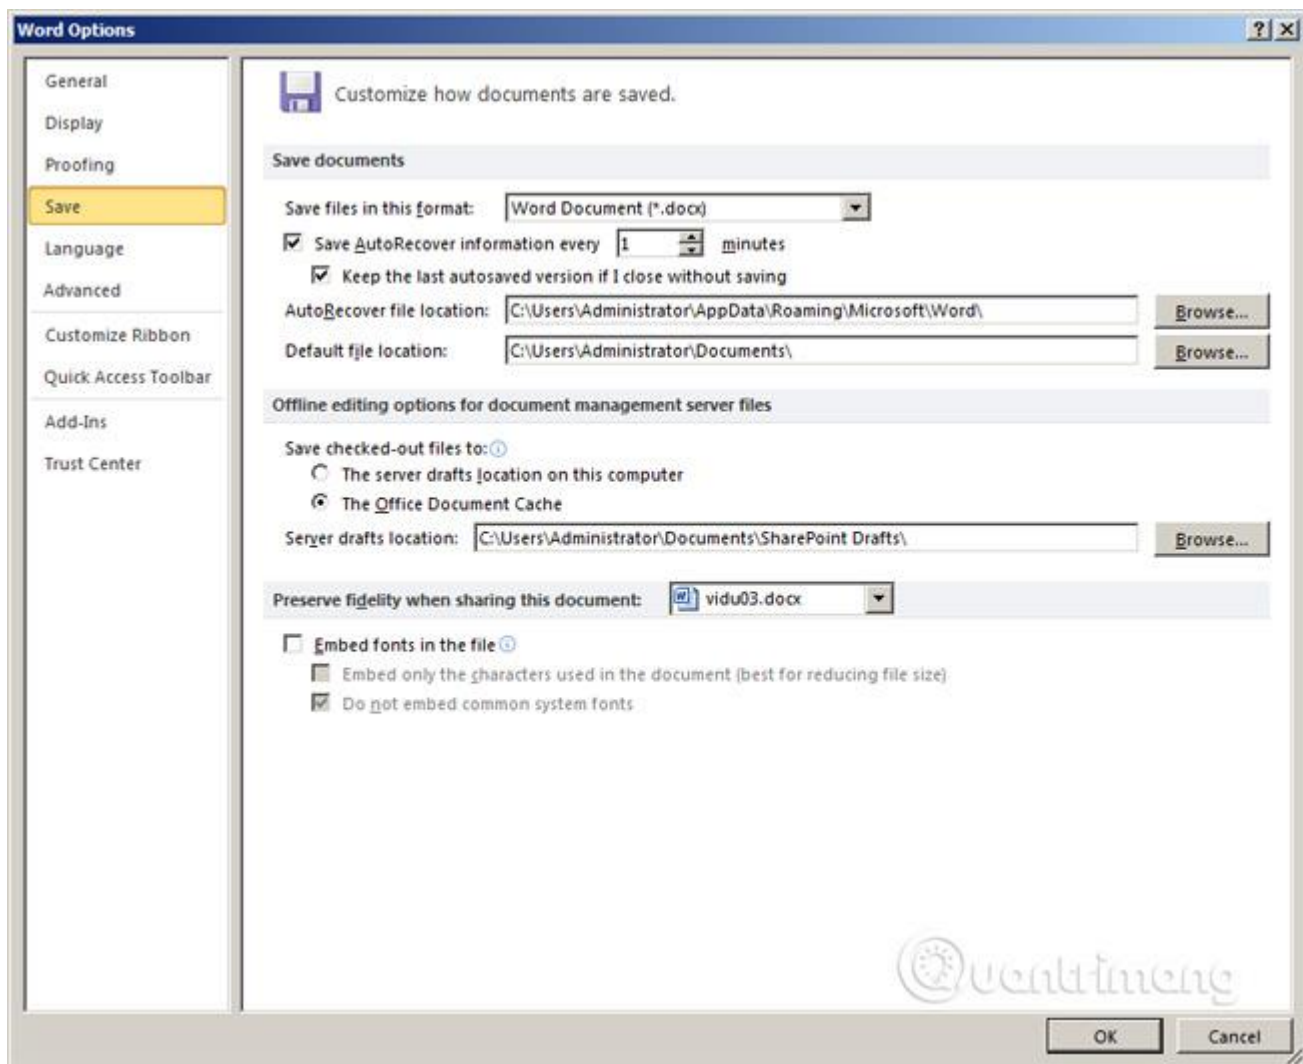 Word Options
General
Display
Proofing
Save
Language
Advanced
Customize Ribbon
Quick Access Toolbar
Add-Ins
Trust Center
Customize how documents are saved.
Save documents
Save files in this format: Word Document (*.docx)
Save AutoRecover information every 1 minutes
Keep the last autosaved version if I close without saving
AutoRecover file location: C:\Users\Administrator\AppData\Roaming\Microsoft\Word\ Browse...
Default file location: C:\Users\Administrator\Documents\ Browse...
Offline editing options for document management server files
Save checked-out files to:
The server drafts location on this computer
The Office Document Cache
Server drafts location: C:\Users\Administrator\Documents\SharePoint Drafts\ Browse...
Preserve fidelity when sharing this document: vidu03.docx
Embed fonts in the file
Embed only the characters used in the document (best for reducing file size)
Do not embed common system fonts
Quantrimang
OK Cancel